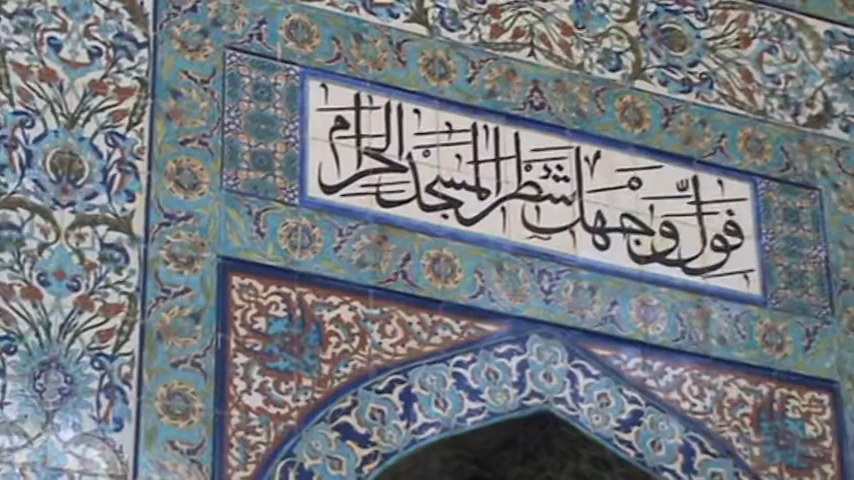 فول وجهك شطر المسجد الحرام